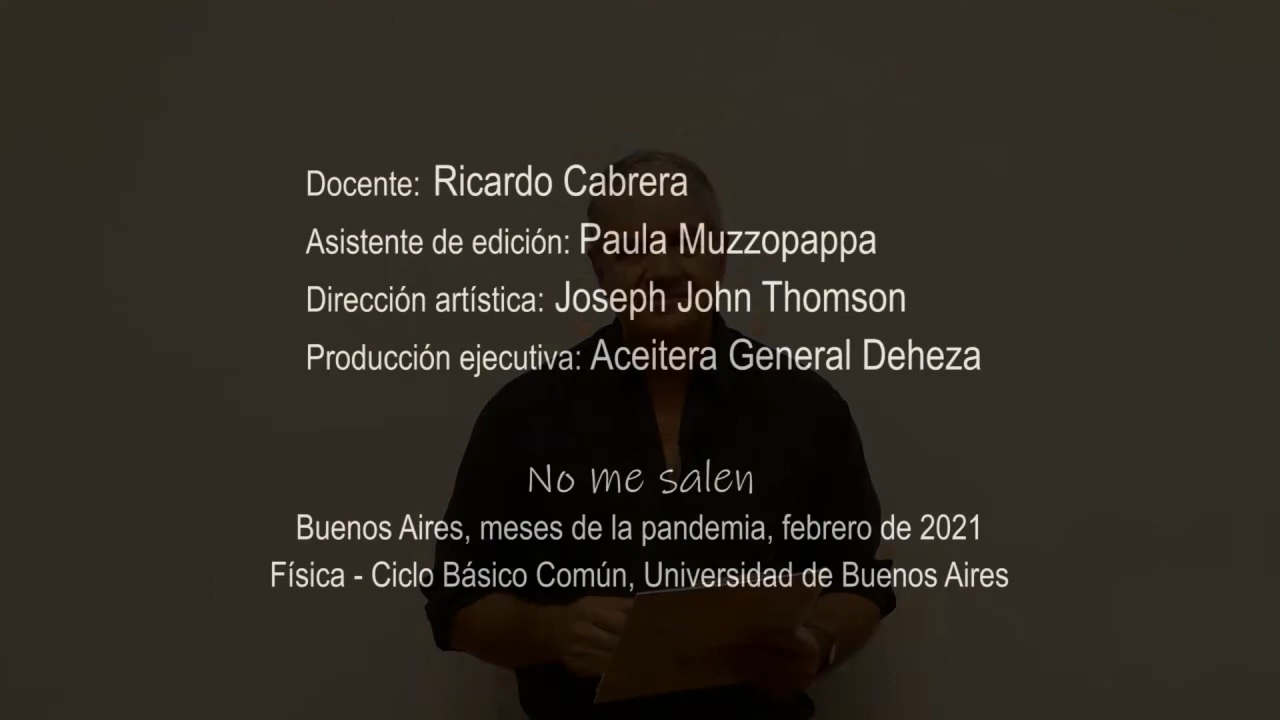 Docente: Ricardo Cabrera
Asistente de edición: Paula Muzzopappa
Dirección artística: Joseph John Thomson
Producción ejecutiva: Aceitera General Deheza
No me salen
Buenos Aires, meses de la pandemia, febrero de 2021
Física - Ciclo Básico Común, Universidad de Buenos Aires